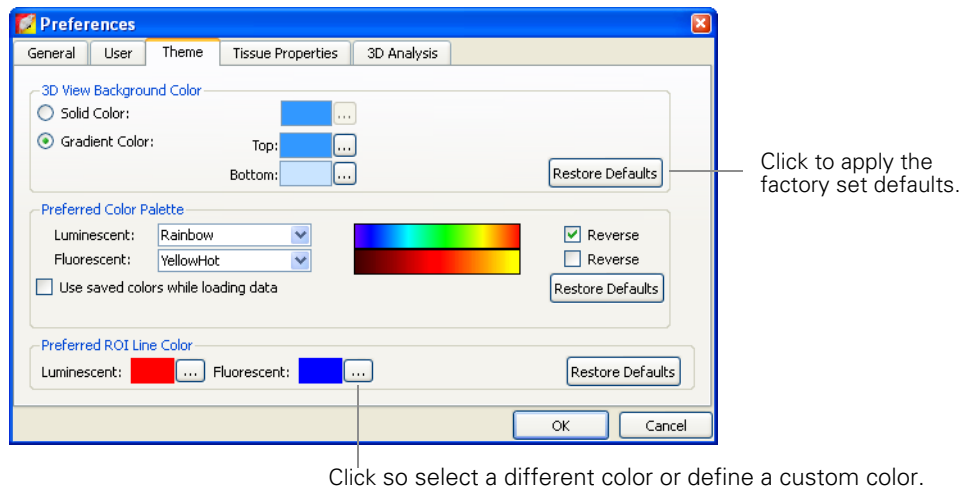 Preferences
General User Theme Tissue Properties 3D Analysis
3D View Background Color
Solid Color: ...
Gradient Color: Top: ...
Bottom: ... Restore Defaults
Click to apply the
factory set defaults.
Preferred Color Palette
Luminescent: Rainbow Reverse
Fluorescent: YellowHot Reverse
Use saved colors while loading data Restore Defaults
Preferred ROI Line Color
Luminescent: ... Fluorescent: ... Restore Defaults
OK Cancel
Click so select a different color or define a custom color.